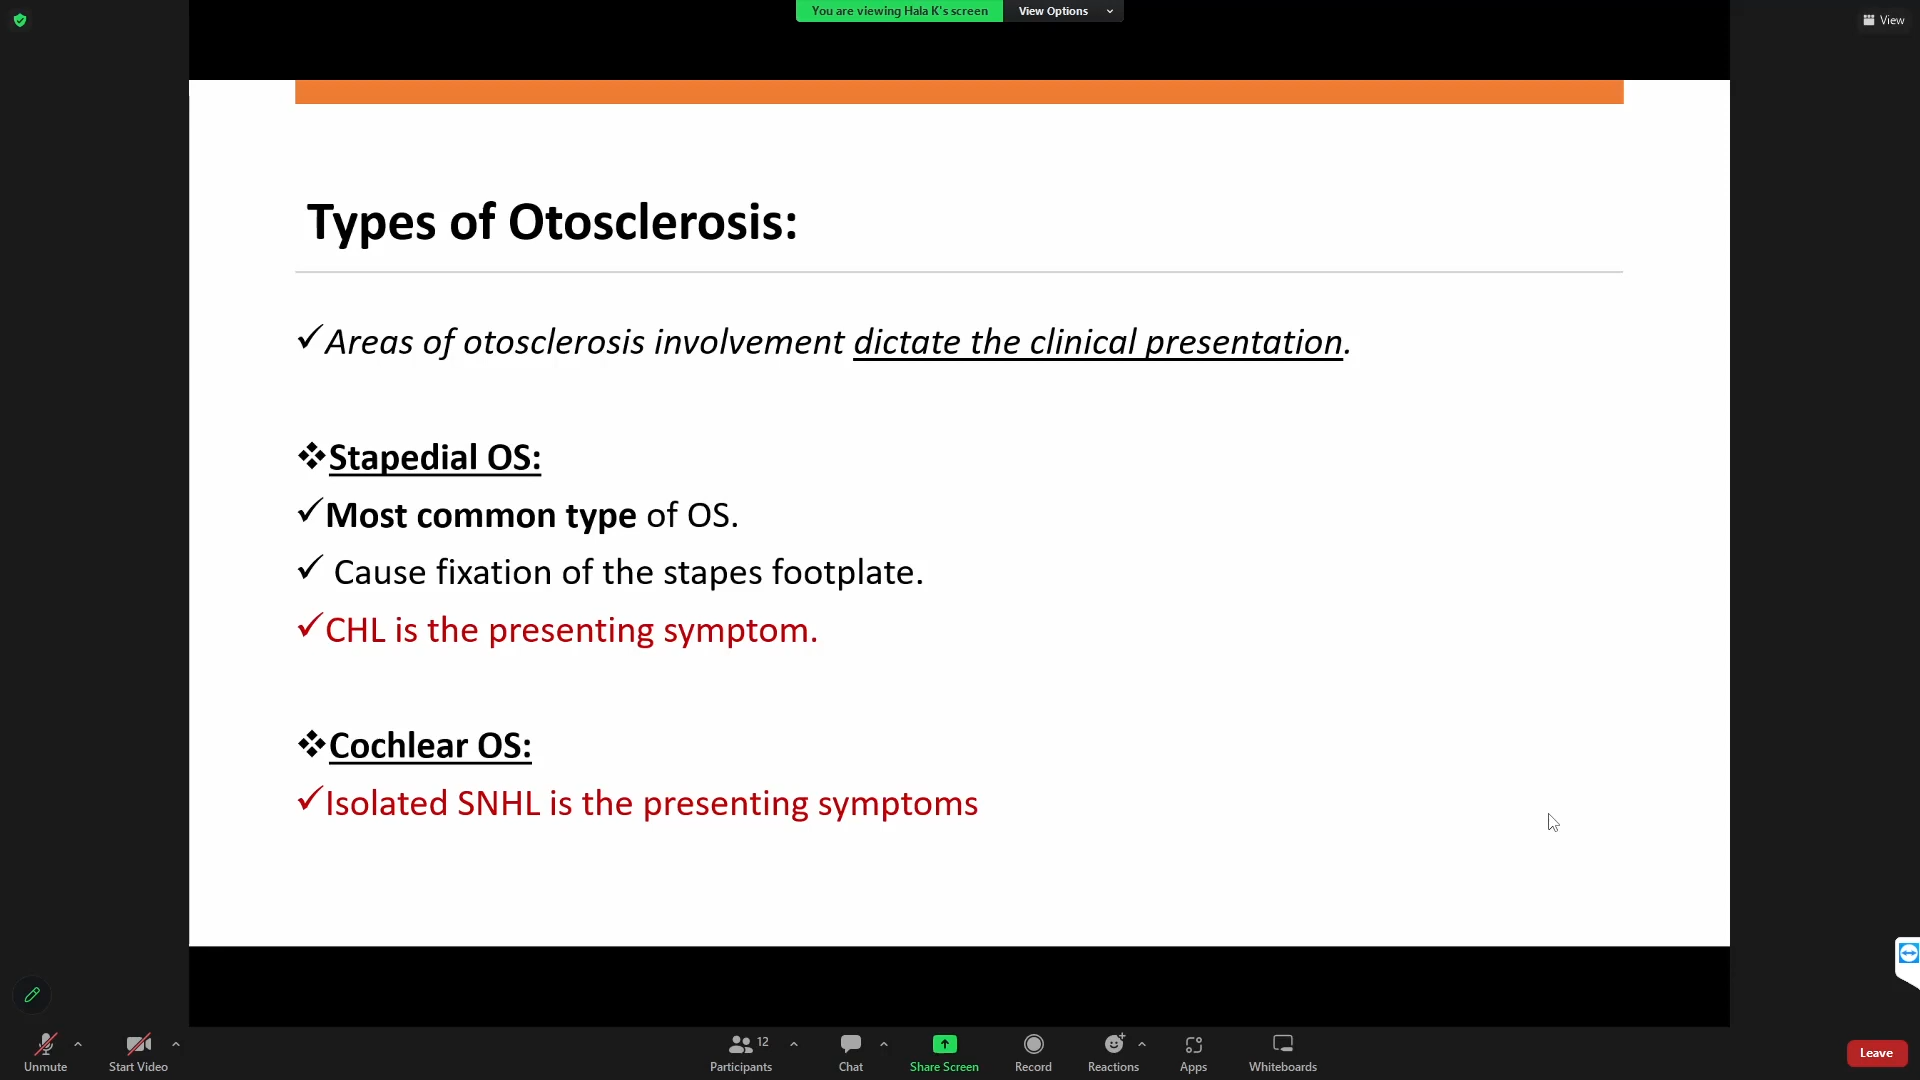 You are viewing Hala K's screen
View Options
View
Types of Otosclerosis:
✓Areas of otosclerosis involvement dictate the clinical presentation.
❖Stapedial OS:
✓Most common type of OS.
✓ Cause fixation of the stapes footplate.
✓CHL is the presenting symptom.
❖Cochlear OS:
✓Isolated SNHL is the presenting symptoms
12
Unmute
Start Video
Participants
Chat
Share Screen
Record
Reactions
Apps
Whiteboards
Leave